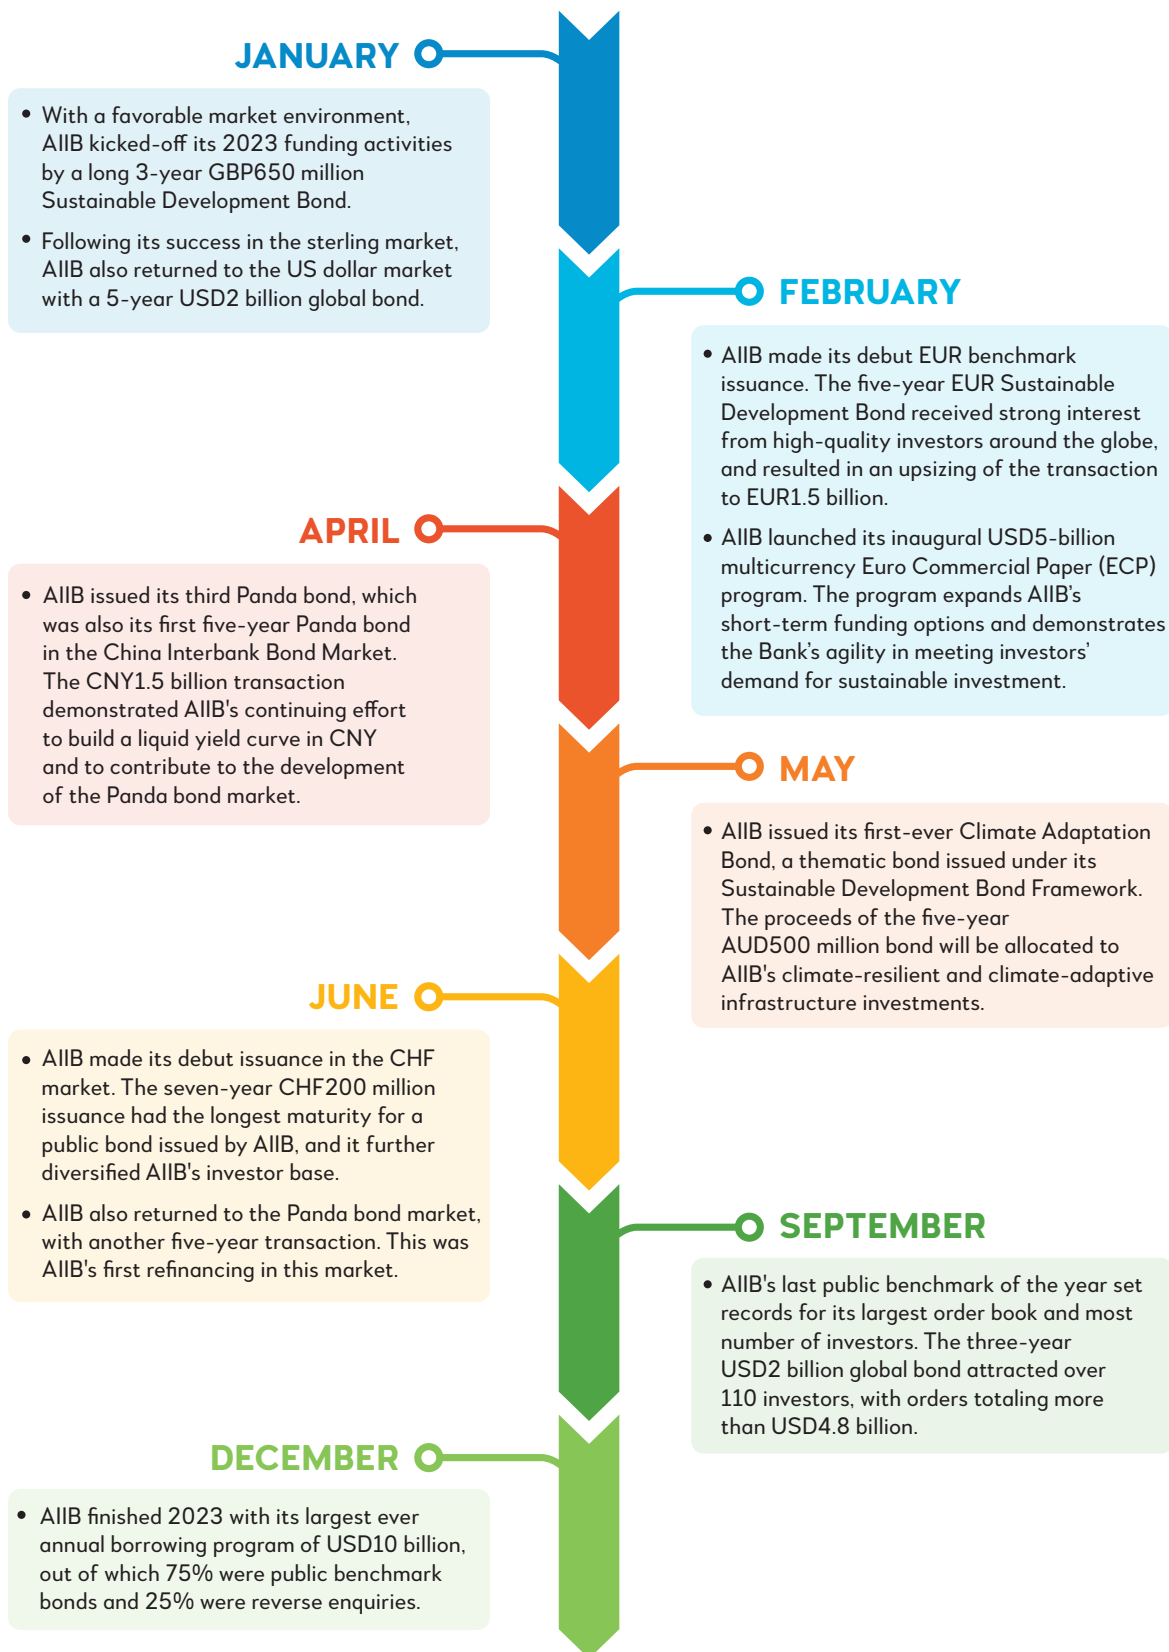 JANUARY
• With a favorable market environment,
AIIB kicked-off its 2023 funding activities
by a long 3-year GBP650 million
Sustainable Development Bond.
• Following its success in the sterling market,
AIIB also returned to the US dollar market
with a 5-year USD2 billion global bond.
FEBRUARY
• AIIB made its debut EUR benchmark
issuance. The five-year EUR Sustainable
Development Bond received strong interest
from high-quality investors around the globe,
and resulted in an upsizing of the transaction
to EUR1.5 billion.
• AIIB launched its inaugural USD5-billion
multicurrency Euro Commercial Paper (ECP)
program. The program expands AIIB’s
short-term funding options and demonstrates
the Bank’s agility in meeting investors’
demand for sustainable investment.
APRIL
• AIIB issued its third Panda bond, which
was also its first five-year Panda bond
in the China Interbank Bond Market.
The CNY1.5 billion transaction
demonstrated AIIB's continuing effort
to build a liquid yield curve in CNY
and to contribute to the development
of the Panda bond market.
MAY
• AIIB issued its first-ever Climate Adaptation
Bond, a thematic bond issued under its
Sustainable Development Bond Framework.
The proceeds of the five-year
AUD500 million bond will be allocated to
AIIB's climate-resilient and climate-adaptive
infrastructure investments.
JUNE
• AIIB made its debut issuance in the CHF
market. The seven-year CHF200 million
issuance had the longest maturity for a
public bond issued by AIIB, and it further
diversified AIIB's investor base.
• AIIB also returned to the Panda bond market,
with another five-year transaction. This was
AIIB's first refinancing in this market.
SEPTEMBER
• AIIB's last public benchmark of the year set
records for its largest order book and most
number of investors. The three-year
USD2 billion global bond attracted over
110 investors, with orders totaling more
than USD4.8 billion.
DECEMBER
• AIIB finished 2023 with its largest ever
annual borrowing program of USD10 billion,
out of which 75% were public benchmark
bonds and 25% were reverse enquiries.